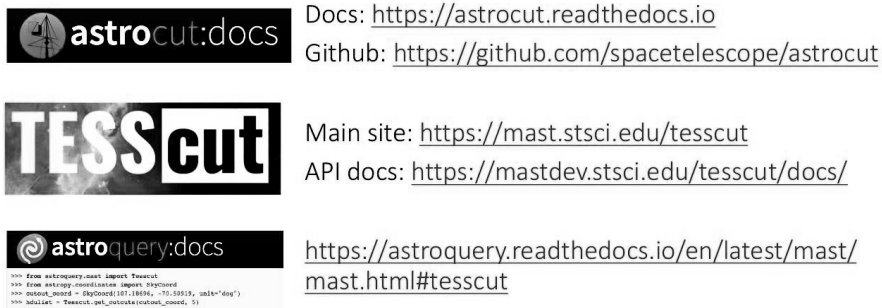 astrocut:docs
Docs: https://astrocut.readthedocs.io
Github: https://github.com/spacetelescope/astrocut
TESScut
Main site: https://mast.stsci.edu/tesscut
API docs: https://mastdev.stsci.edu/tesscut/docs/
astroquery:docs
>>> from astroquery.mast import Tesscut
>>> from astropy.coordinates import SkyCoord
>>> cutout_coord = SkyCoord(107.18696, -70.50919, unit="deg")
>>> hdulist = Tesscut.get_cutouts(cutout_coord, 5)
https://astroquery.readthedocs.io/en/latest/mast/
mast.html#tesscut